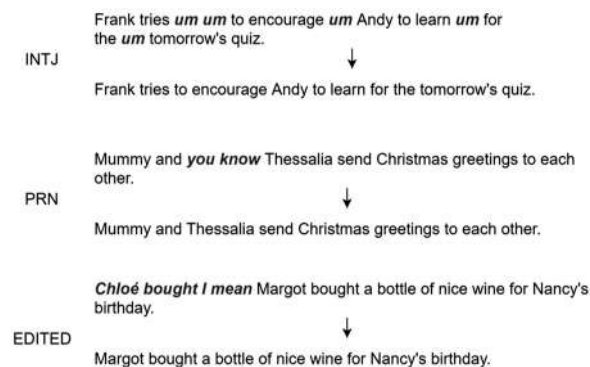 Frank tries um um to encourage um Andy to learn um for
the um tomorrow's quiz.
INTJ
Frank tries to encourage Andy to learn for the tomorrow's quiz.
Mummy and you know Thessalia send Christmas greetings to each
other.
PRN
Mummy and Thessalia send Christmas greetings to each other.
Chloé bought I mean Margot bought a bottle of nice wine for Nancy's
birthday.
EDITED
Margot bought a bottle of nice wine for Nancy's birthday.